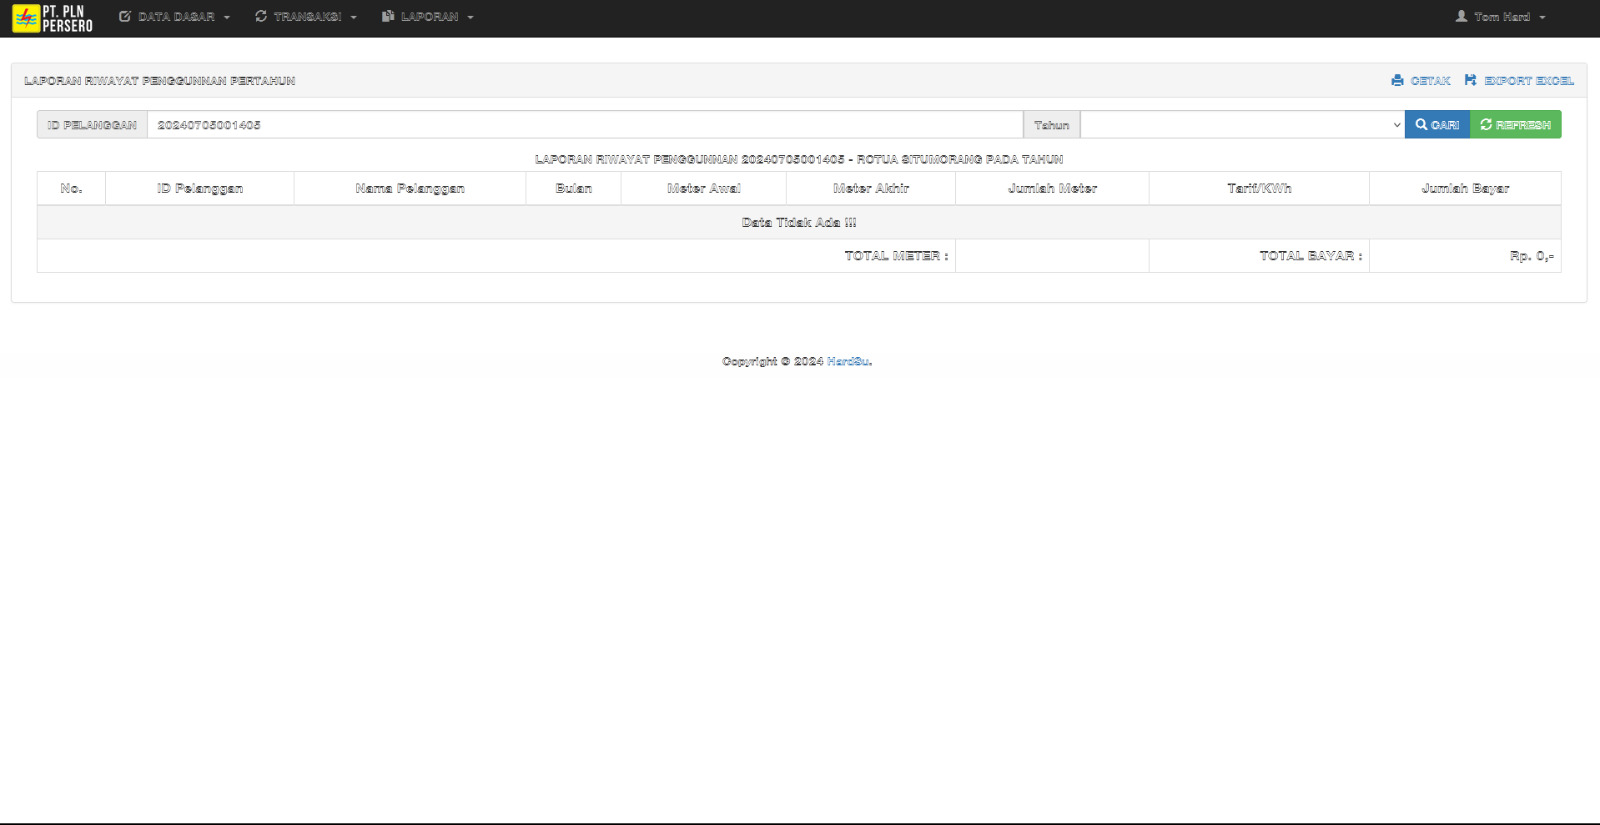 PT. PLN
PERSERO
DATA DASAR TRANSAKSI LAPORAN Tom Hard
LAPORAN RIWAYAT PENGGUNNAN PERTAHUN CETAK EXPORT EXCEL
ID PELANGGAN 20240705001405 Tahun CARI REFRESH
LAPORAN RIWAYAT PENGGUNNAN 20240705001405 - ROTUA SITUMORANG PADA TAHUN
No. ID Pelanggan Nama Pelanggan Bulan Meter Awal Meter Akhir Jumlah Meter Tarif/KWh Jumlah Bayar
Data Tidak Ada !!!
TOTAL METER : TOTAL BAYAR : Rp. 0,-
Copyright © 2024 HardSu.